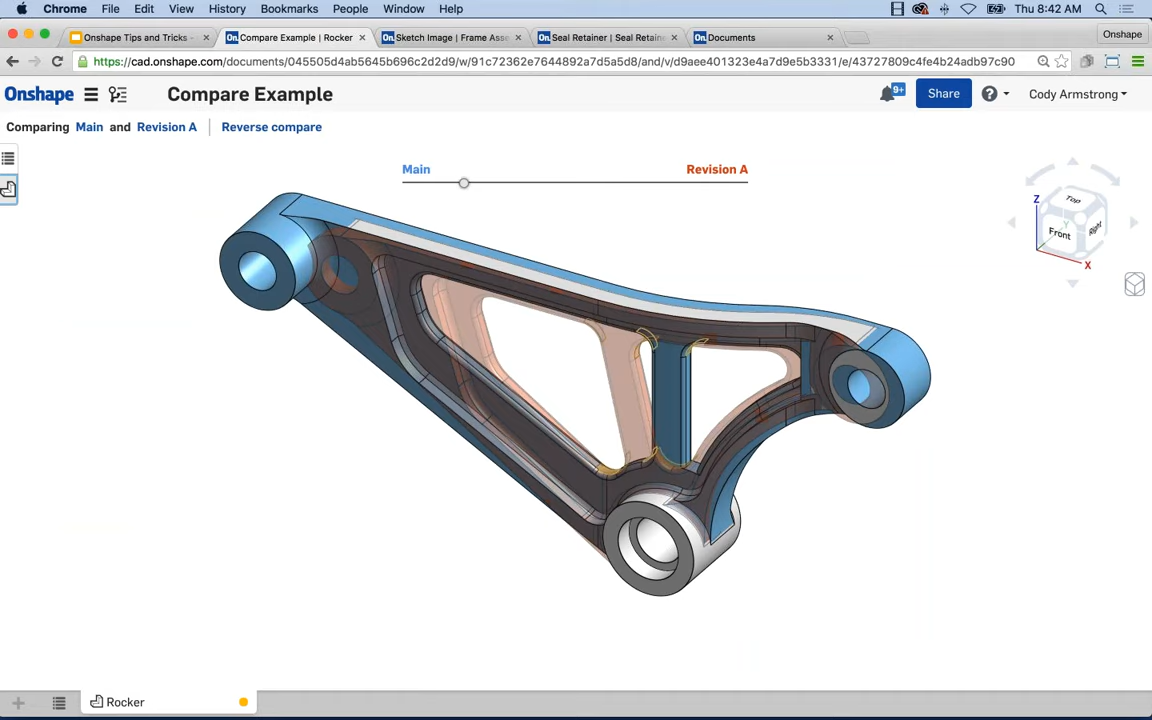 Chrome File Edit View History Bookmarks Window Help Thu 8:42 AM
Onshape Tips and Tricks - Compare Example | Rocker Sketch Image | Frame Asse Seal Retainer | Seal Retaine Documents Onshape
https://cad.onshape.com/documents/045505d4ab5645b696c2d2d9/w/91c72362e7644892a7d5a5d8/and/v/d9aee401323e4a7d9e5b3331/e/43727809c4fe4b24adb97c90
Onshape Compare Example 9+ Share ? Cody Armstrong
Comparing Main and Revision A Reverse compare
Main Revision A
Top
Z
Y
Front Right
X
Rocker